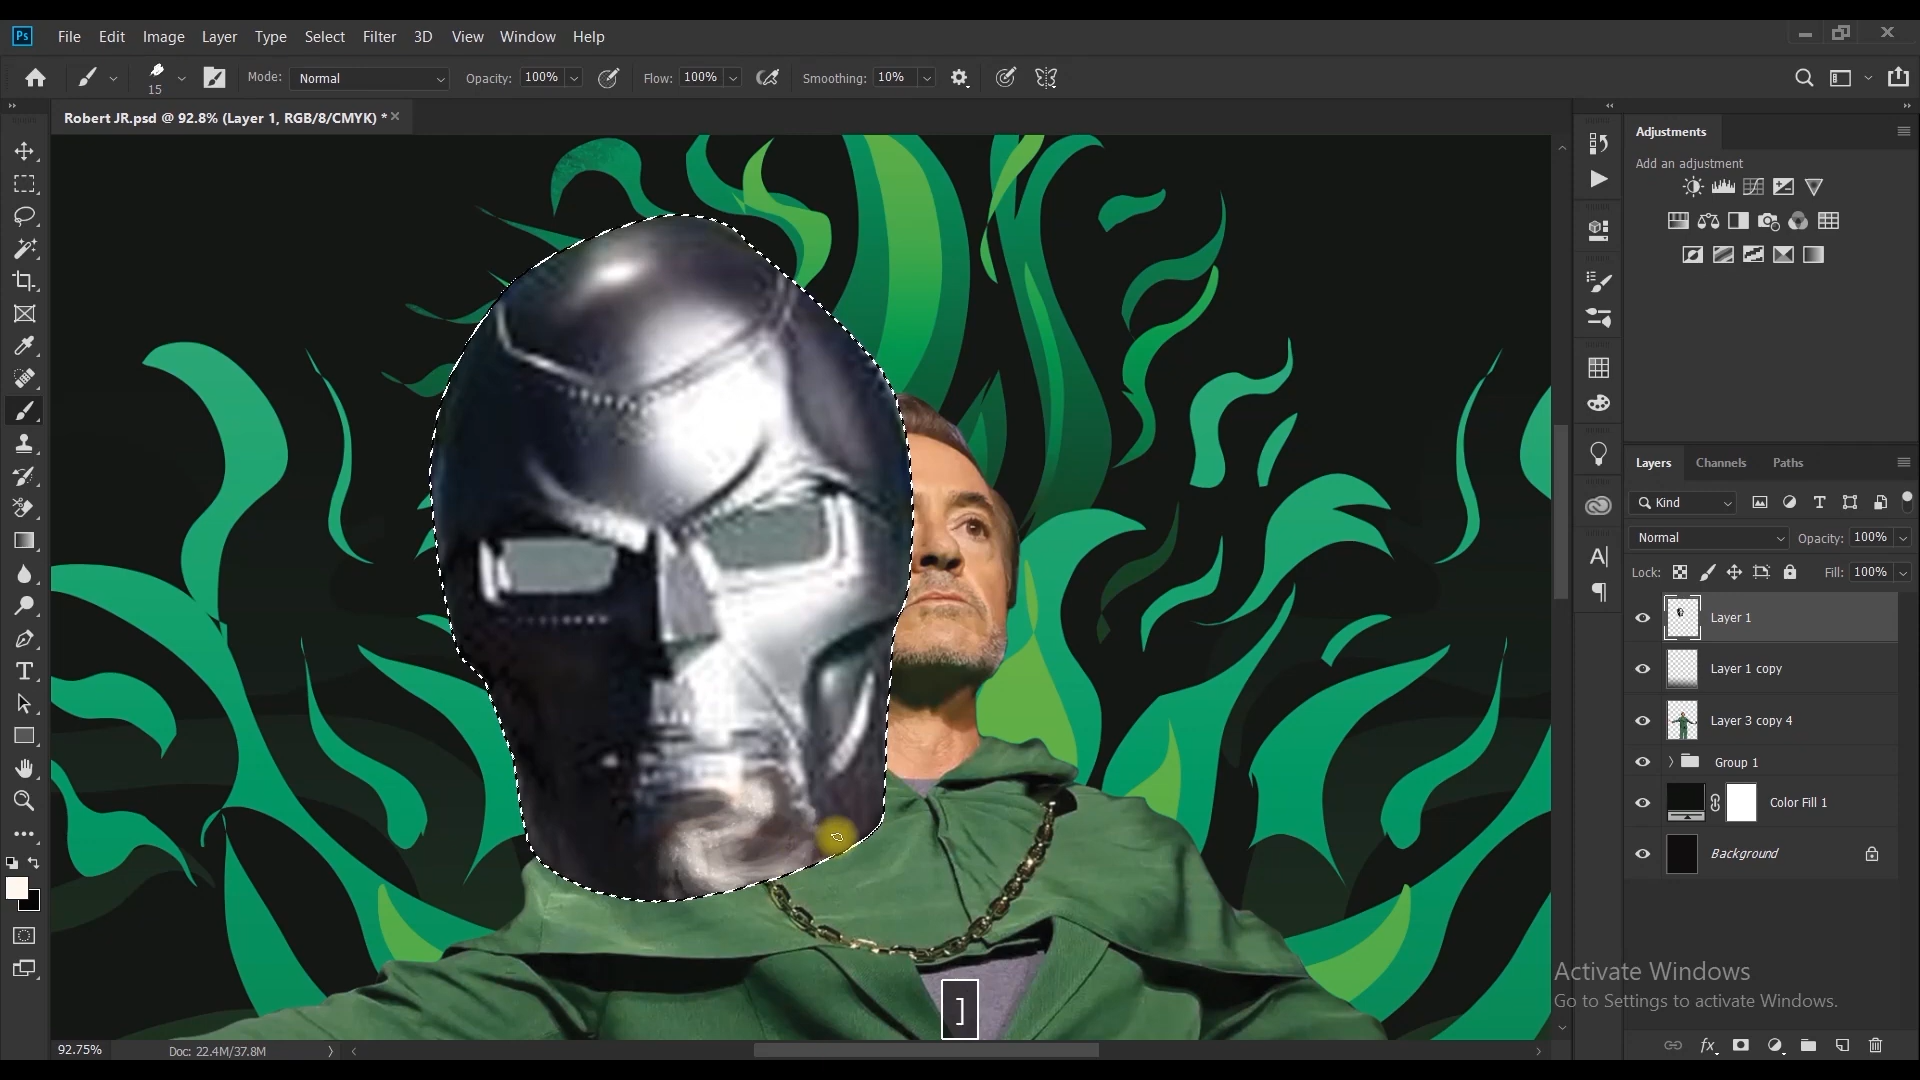 Ps File Edit Image Layer Type Select Filter 3D View Window Help
15 Mode: Normal Opacity: 100% Flow: 100% Smoothing: 10%
Robert JR.psd @ 92.8% (Layer 1, RGB/8/CMYK) *
Adjustments
Add an adjustment
Layers Channels Paths
Kind
Normal Opacity: 100%
Lock: Fill: 100%
Layer 1
Layer 1 copy
Layer 3 copy 4
Group 1
Color Fill 1
Background
Activate Windows
Go to Settings to activate Windows.
]
92.75% Doc: 22.4M/37.8M
fx